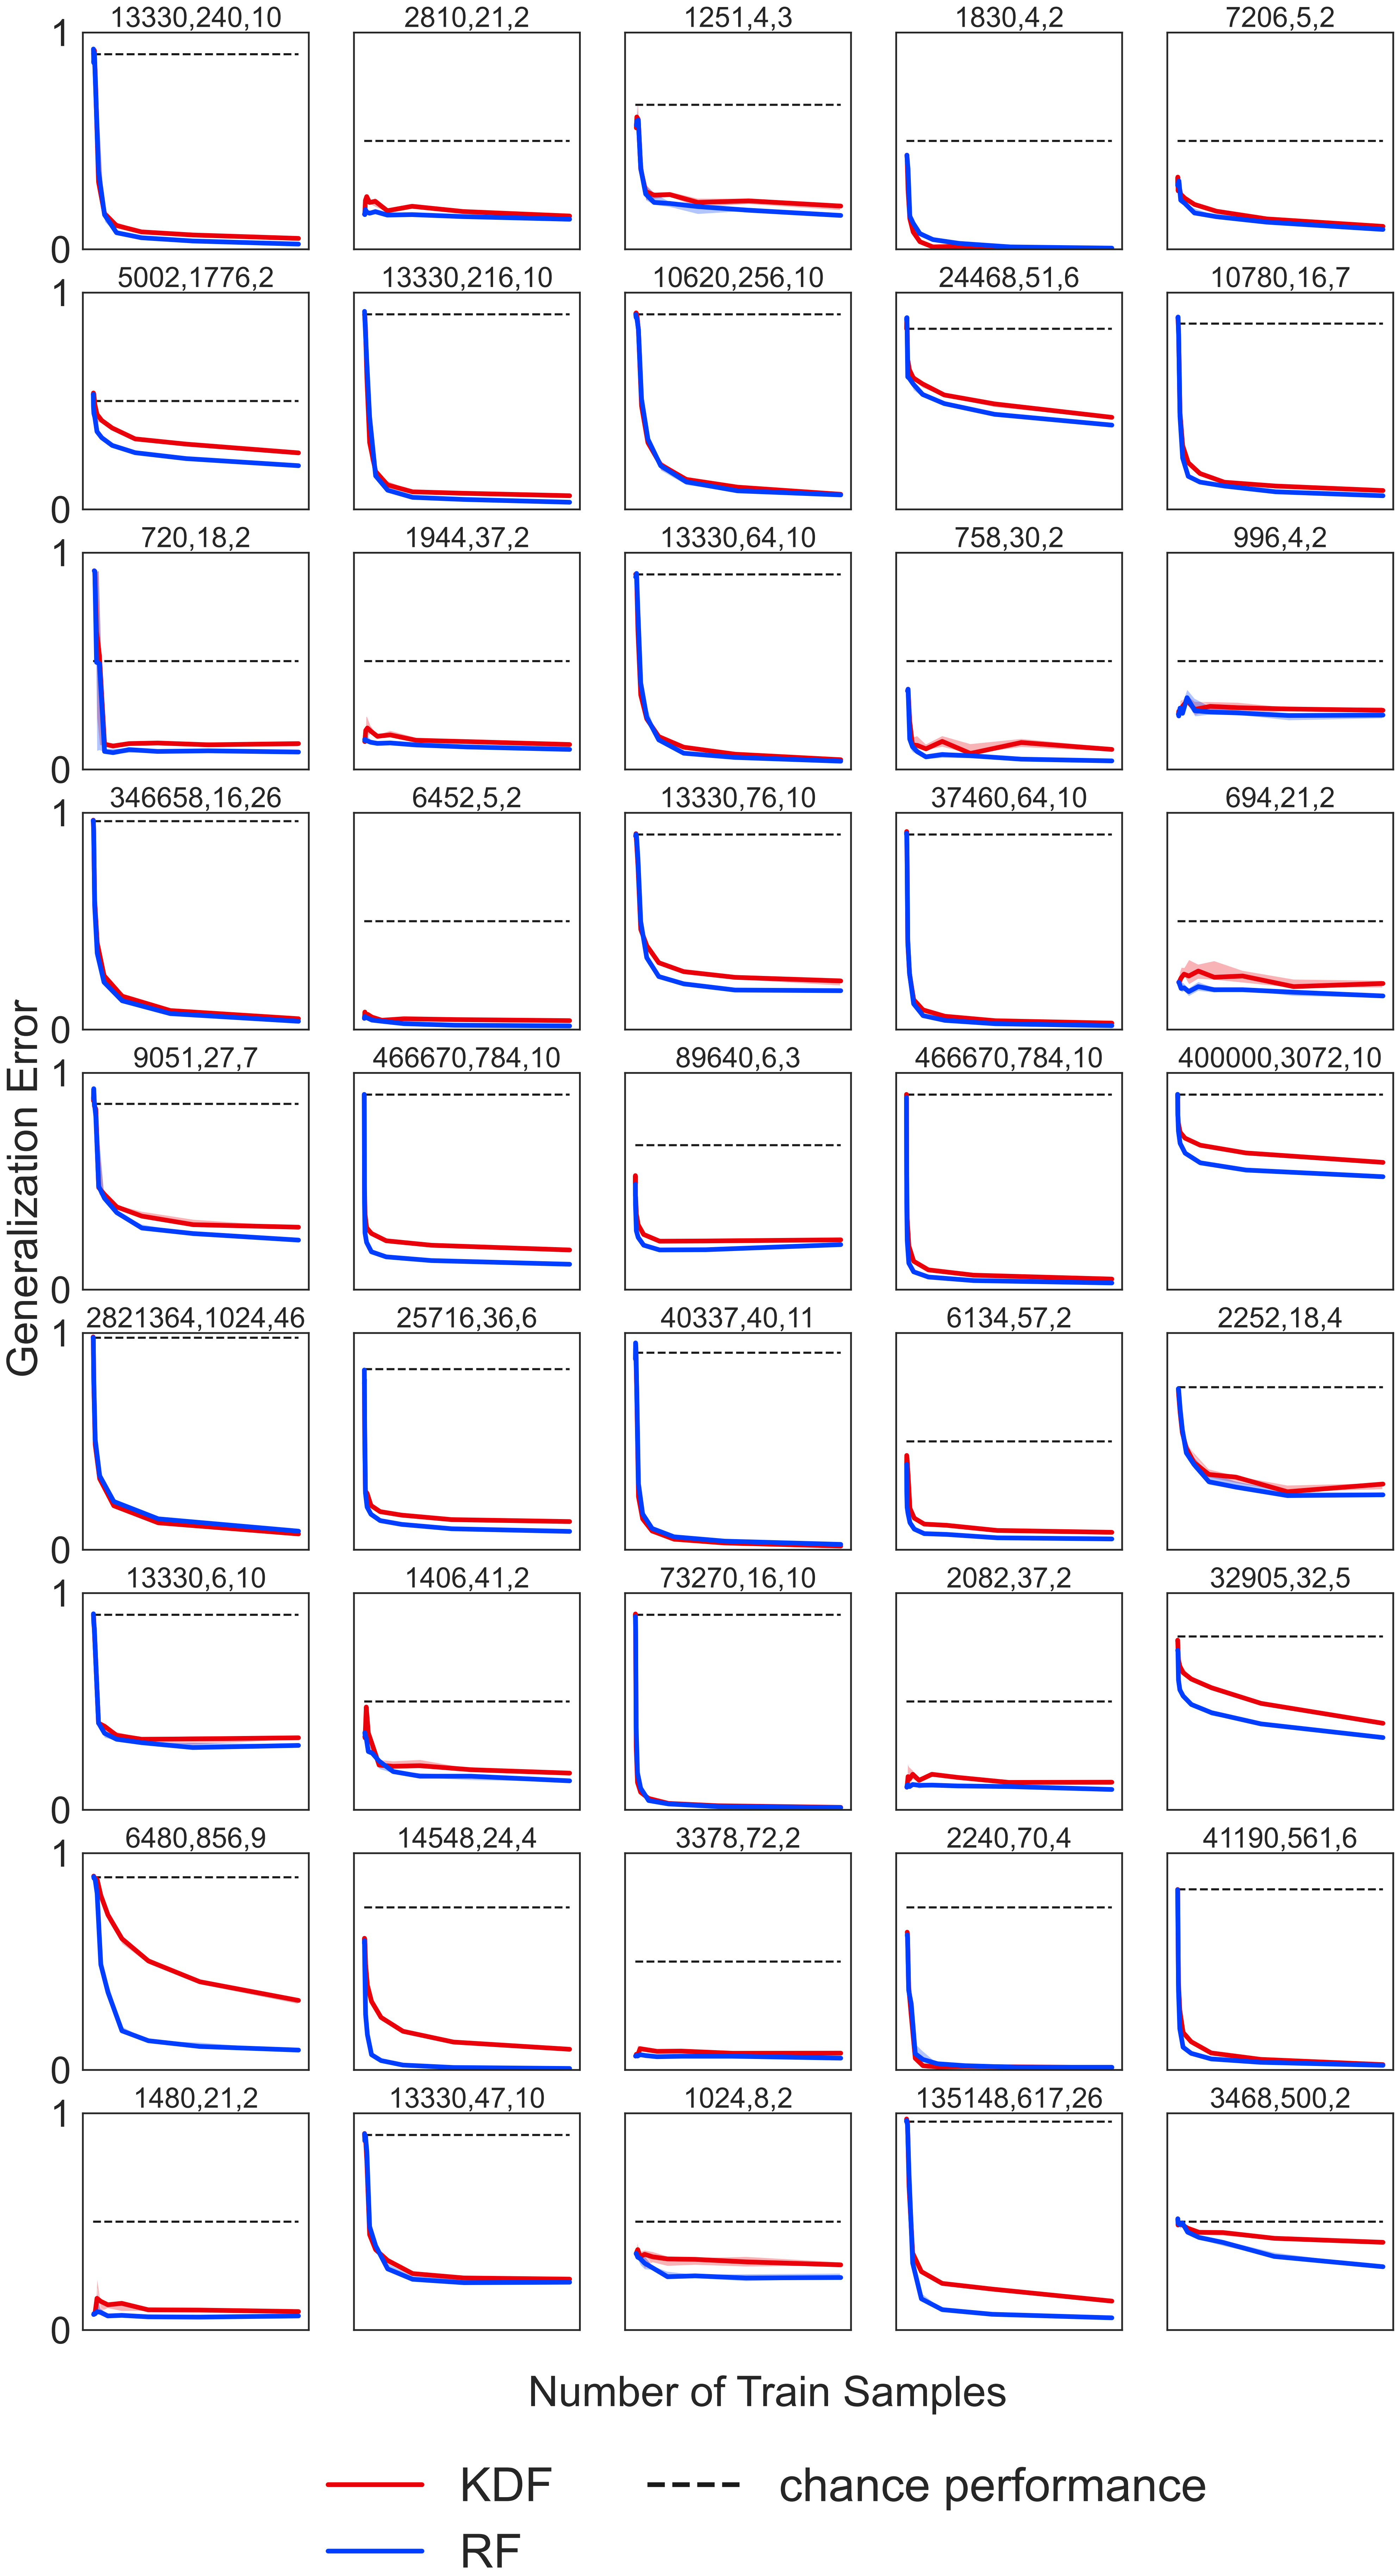 13330,240,10 2810,21,2 1251,4,3 1830,4,2 7206,5,2
1
0
5002,1776,2 13330,216,10 10620,256,10 24468,51,6 10780,16,7
1
0
720,18,2 1944,37,2 13330,64,10 758,30,2 996,4,2
1
0
346658,16,26 6452,5,2 13330,76,10 37460,64,10 694,21,2
1
0
9051,27,7 466670,784,10 89640,6,3 466670,784,10 400000,3072,10
1
0
Generalization Error
2821364,1024,46 25716,36,6 40337,40,11 6134,57,2 2252,18,4
1
0
13330,6,10 1406,41,2 73270,16,10 2082,37,2 32905,32,5
1
0
6480,856,9 14548,24,4 3378,72,2 2240,70,4 41190,561,6
1
0
1480,21,2 13330,47,10 1024,8,2 135148,617,26 3468,500,2
1
0
Number of Train Samples
KDF chance performance
RF